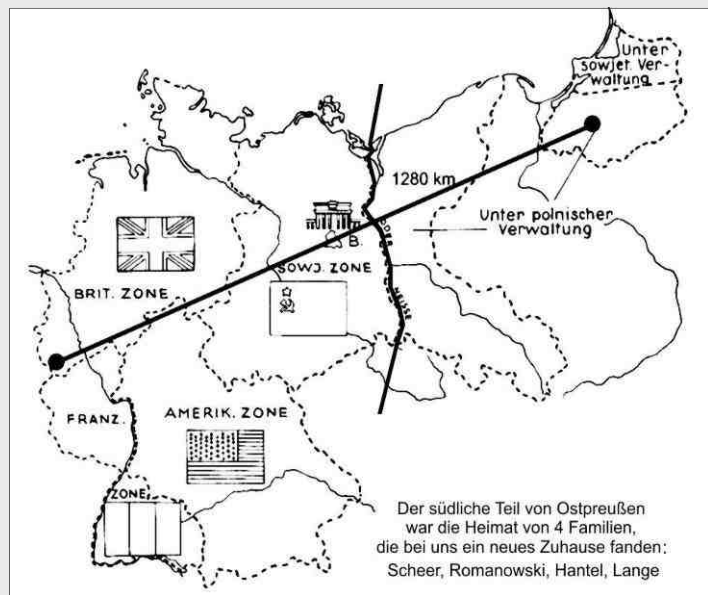 Unter
sowjet. Ver-
waltung
1280 km
Unter polnischer
Verwaltung
ODER
B.
SOWJ. ZONE
NEISSE
BRIT. ZONE
FRANZ.
AMERIK. ZONE
ZONE
Der südliche Teil von Ostpreußen
war die Heimat von 4 Familien,
die bei uns ein neues Zuhause fanden:
Scheer, Romanowski, Hantel, Lange